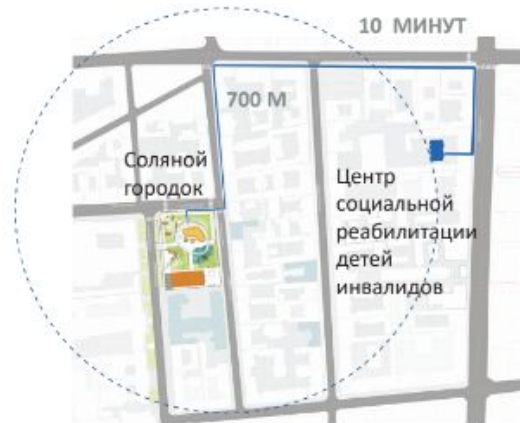 10 МИНУТ
700 М
Соляной
городок
Центр
социальной
реабилитации
детей
инвалидов